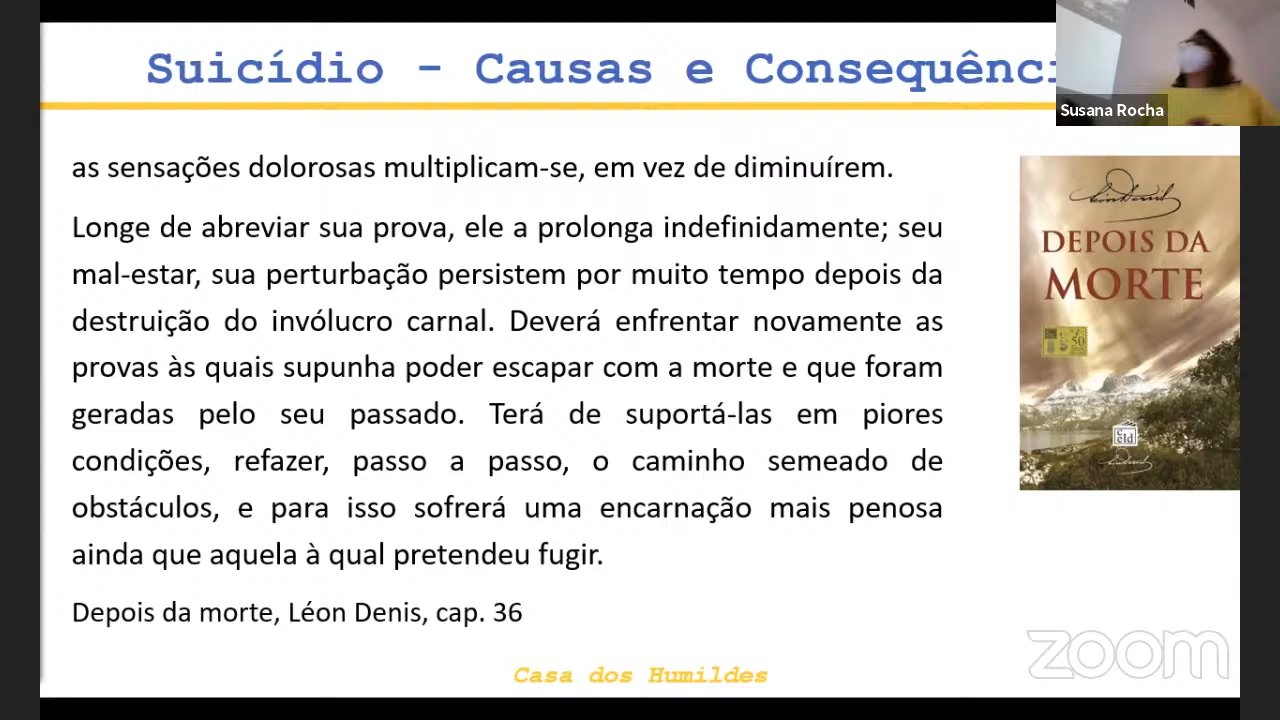 Suicídio - Causas e Consequênci
Susana Rocha
as sensações dolorosas multiplicam-se, em vez de diminuírem.
Longe de abreviar sua prova, ele a prolonga indefinidamente; seu
mal-estar, sua perturbação persistem por muito tempo depois da
destruição do invólucro carnal. Deverá enfrentar novamente as
provas às quais supunha poder escapar com a morte e que foram
geradas pelo seu passado. Terá de suportá-las em piores
condições, refazer, passo a passo, o caminho semeado de
obstáculos, e para isso sofrerá uma encarnação mais penosa
ainda que aquela à qual pretendeu fugir.
Depois da morte, Léon Denis, cap. 36
DEPOIS DA
MORTE
50
celd
Casa dos Humildes
zoom